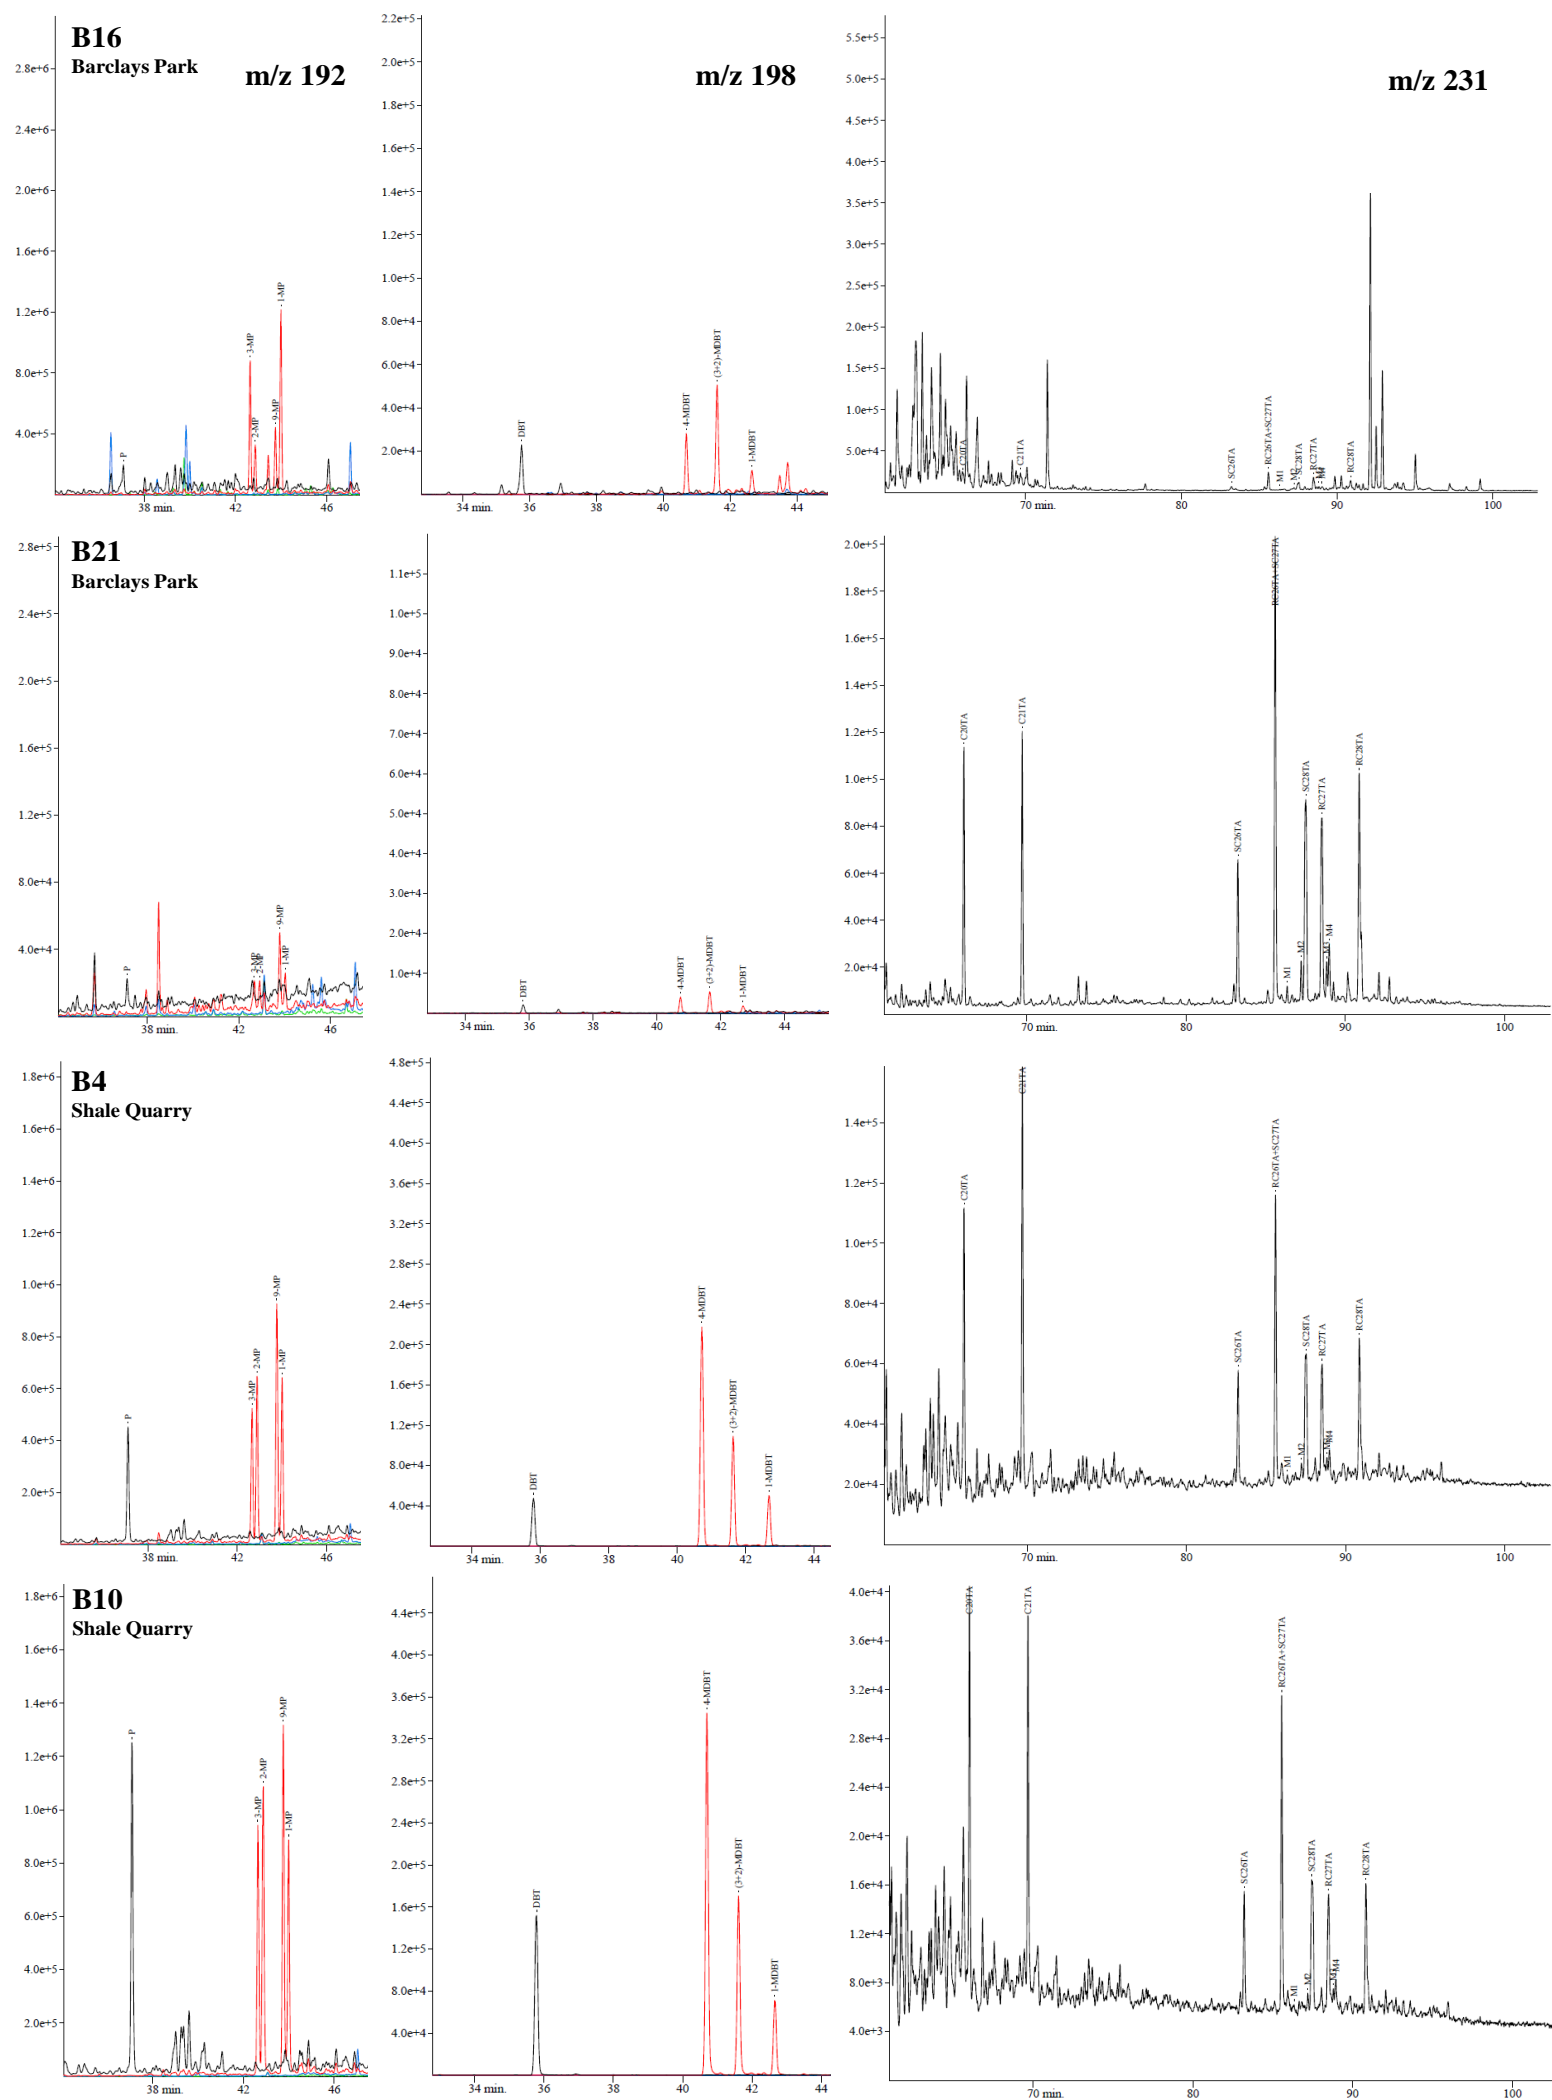 B16
Barclays Park
m/z 192
2.8e+6
2.4e+6
2.0e+6
1.6e+6
1.2e+6
8.0e+5
4.0e+5
P
3-MP
2-MP
9-MP
1-MP
38 min.
42
46
m/z 198
2.2e+5
2.0e+5
1.8e+5
1.6e+5
1.4e+5
1.2e+5
1.0e+5
8.0e+4
6.0e+4
4.0e+4
2.0e+4
DBT
4-MDBT
(3+2)-MDBT
1-MDBT
34 min.
36
38
40
42
44
m/z 231
5.5e+5
5.0e+5
4.5e+5
4.0e+5
3.5e+5
3.0e+5
2.5e+5
2.0e+5
1.5e+5
1.0e+5
5.0e+4
C20TA
C21TA
SC26TA
RC26TA+SC27TA
M1
M2
SC28TA
RC27TA
M4
RC28TA
70 min.
80
90
100
B21
Barclays Park
2.8e+5
2.4e+5
2.0e+5
1.6e+5
1.2e+5
8.0e+4
4.0e+4
P
3-MP
2-MP
9-MP
1-MP
38 min.
42
46
1.1e+5
1.0e+5
9.0e+4
8.0e+4
7.0e+4
6.0e+4
5.0e+4
4.0e+4
3.0e+4
2.0e+4
1.0e+4
DBT
4-MDBT
(3+2)-MDBT
1-MDBT
34 min.
36
38
40
42
44
2.0e+5
1.8e+5
1.6e+5
1.4e+5
1.2e+5
1.0e+5
8.0e+4
6.0e+4
4.0e+4
2.0e+4
C20TA
C21TA
SC26TA
RC26TA+SC27TA
M1
M2
SC28TA
RC27TA
M3
M4
RC28TA
70 min.
80
90
100
B4
Shale Quarry
1.8e+6
1.6e+6
1.4e+6
1.2e+6
1.0e+6
8.0e+5
6.0e+5
4.0e+5
2.0e+5
P
3-MP
2-MP
9-MP
1-MP
38 min.
42
46
4.8e+5
4.4e+5
4.0e+5
3.6e+5
3.2e+5
2.8e+5
2.4e+5
2.0e+5
1.6e+5
1.2e+5
8.0e+4
4.0e+4
DBT
4-MDBT
(3+2)-MDBT
1-MDBT
34 min.
36
38
40
42
44
1.4e+5
1.2e+5
1.0e+5
8.0e+4
6.0e+4
4.0e+4
2.0e+4
C20TA
C21TA
SC26TA
RC26TA+SC27TA
M1
M2
SC28TA
RC27TA
M4
RC28TA
70 min.
80
90
100
B10
Shale Quarry
1.8e+6
1.6e+6
1.4e+6
1.2e+6
1.0e+6
8.0e+5
6.0e+5
4.0e+5
2.0e+5
P
3-MP
2-MP
9-MP
1-MP
38 min.
42
46
4.4e+5
4.0e+5
3.6e+5
3.2e+5
2.8e+5
2.4e+5
2.0e+5
1.6e+5
1.2e+5
8.0e+4
4.0e+4
DBT
4-MDBT
(3+2)-MDBT
1-MDBT
34 min.
36
38
40
42
44
4.0e+4
3.6e+4
3.2e+4
2.8e+4
2.4e+4
2.0e+4
1.6e+4
1.2e+4
8.0e+3
4.0e+3
C20TA
C21TA
SC26TA
RC26TA+SC27TA
M1
M2
SC28TA
RC27TA
M4
RC28TA
70 min.
80
90
100